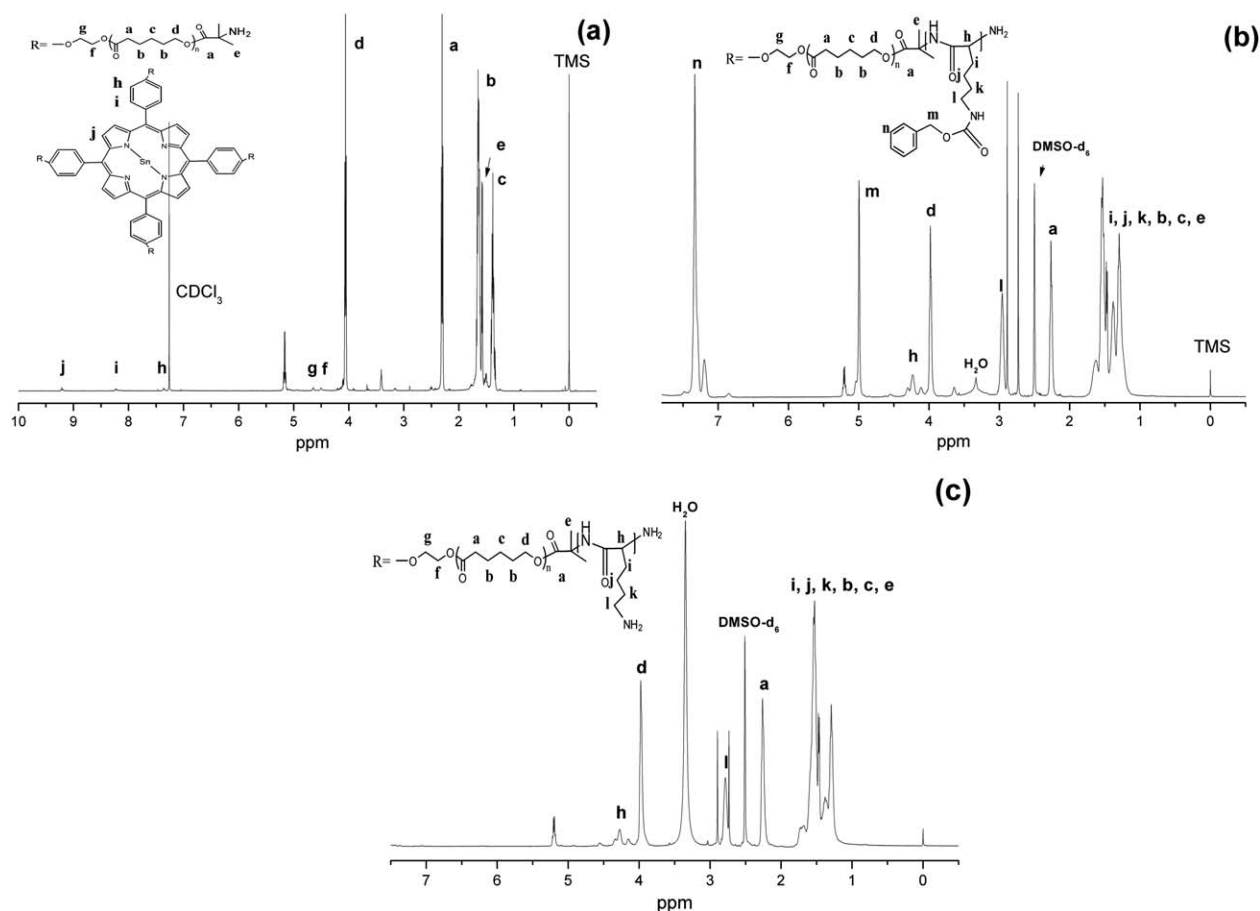 (a)
g a c d O NH2
R= O f O ( O b b O )n a e
h R
i
j
R N N Sn N N R
R
d
a
b
e
c
TMS
CDCl3
j i h g f
10 9 8 7 6 5 4 3 2 1 0
ppm
(b)
e H h NH2
g a c d O N
R= O f O ( O b b O )n a O j i
k
l NH
m
n O O
n
m
d
h
H2O
l
DMSO-d6
a
i, j, k, b, c, e
TMS
7 6 5 4 3 2 1 0
ppm
(c)
e H h NH2
g a c d O N
R= O f O ( O b b O )n a O j i
k
l NH2
H2O
d
h
l
DMSO-d6
a
i, j, k, b, c, e
7 6 5 4 3 2 1 0
ppm